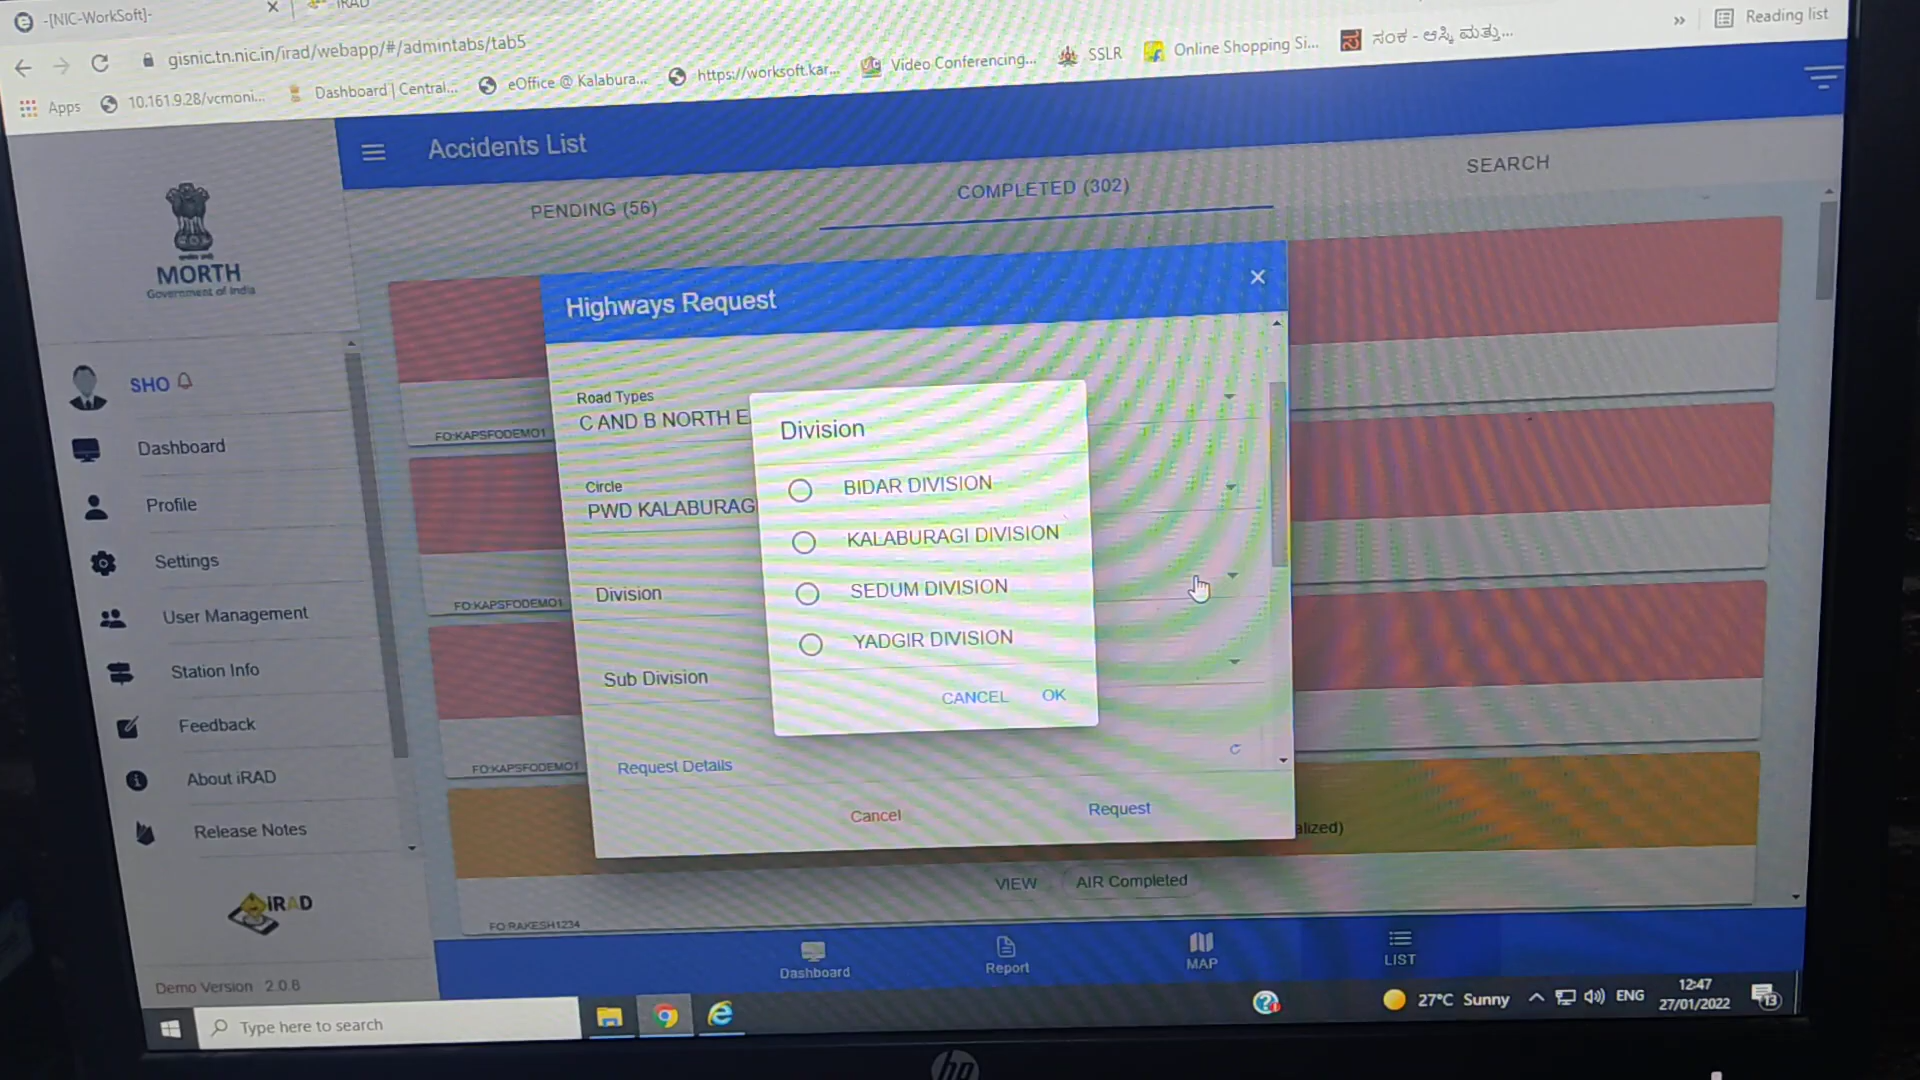 -[NIC-WorkSoft]-
iRAD
gisnic.tn.nic.in/irad/webapp/#/admintabs/tab5
Reading list
Apps
10.161.9.28/vcmoni...
Dashboard | Central...
eOffice @ Kalabura...
https://worksoft.kar...
Video Conferencing...
SSLR
Online Shopping Si...
Accidents List
PENDING (56)
COMPLETED (302)
SEARCH
MORTH
Government of India
SHO
Dashboard
Profile
Settings
User Management
Station Info
Feedback
About iRAD
Release Notes
iRAD
Demo Version 2.0.8
Highways Request
Road Types
C AND B NORTH E
Circle
PWD KALABURAG
Division
Sub Division
Request Details
Cancel
Request
Division
BIDAR DIVISION
KALABURAGI DIVISION
SEDUM DIVISION
YADGIR DIVISION
CANCEL
OK
FO:KAPSFODEMO1
FO:KAPSFODEMO1
FO:KAPSFODEMO1
alized)
VIEW
AIR Completed
FO:RAKESH1234
Dashboard
Report
MAP
LIST
Type here to search
27°C Sunny
ENG
12:47
27/01/2022
13
hp